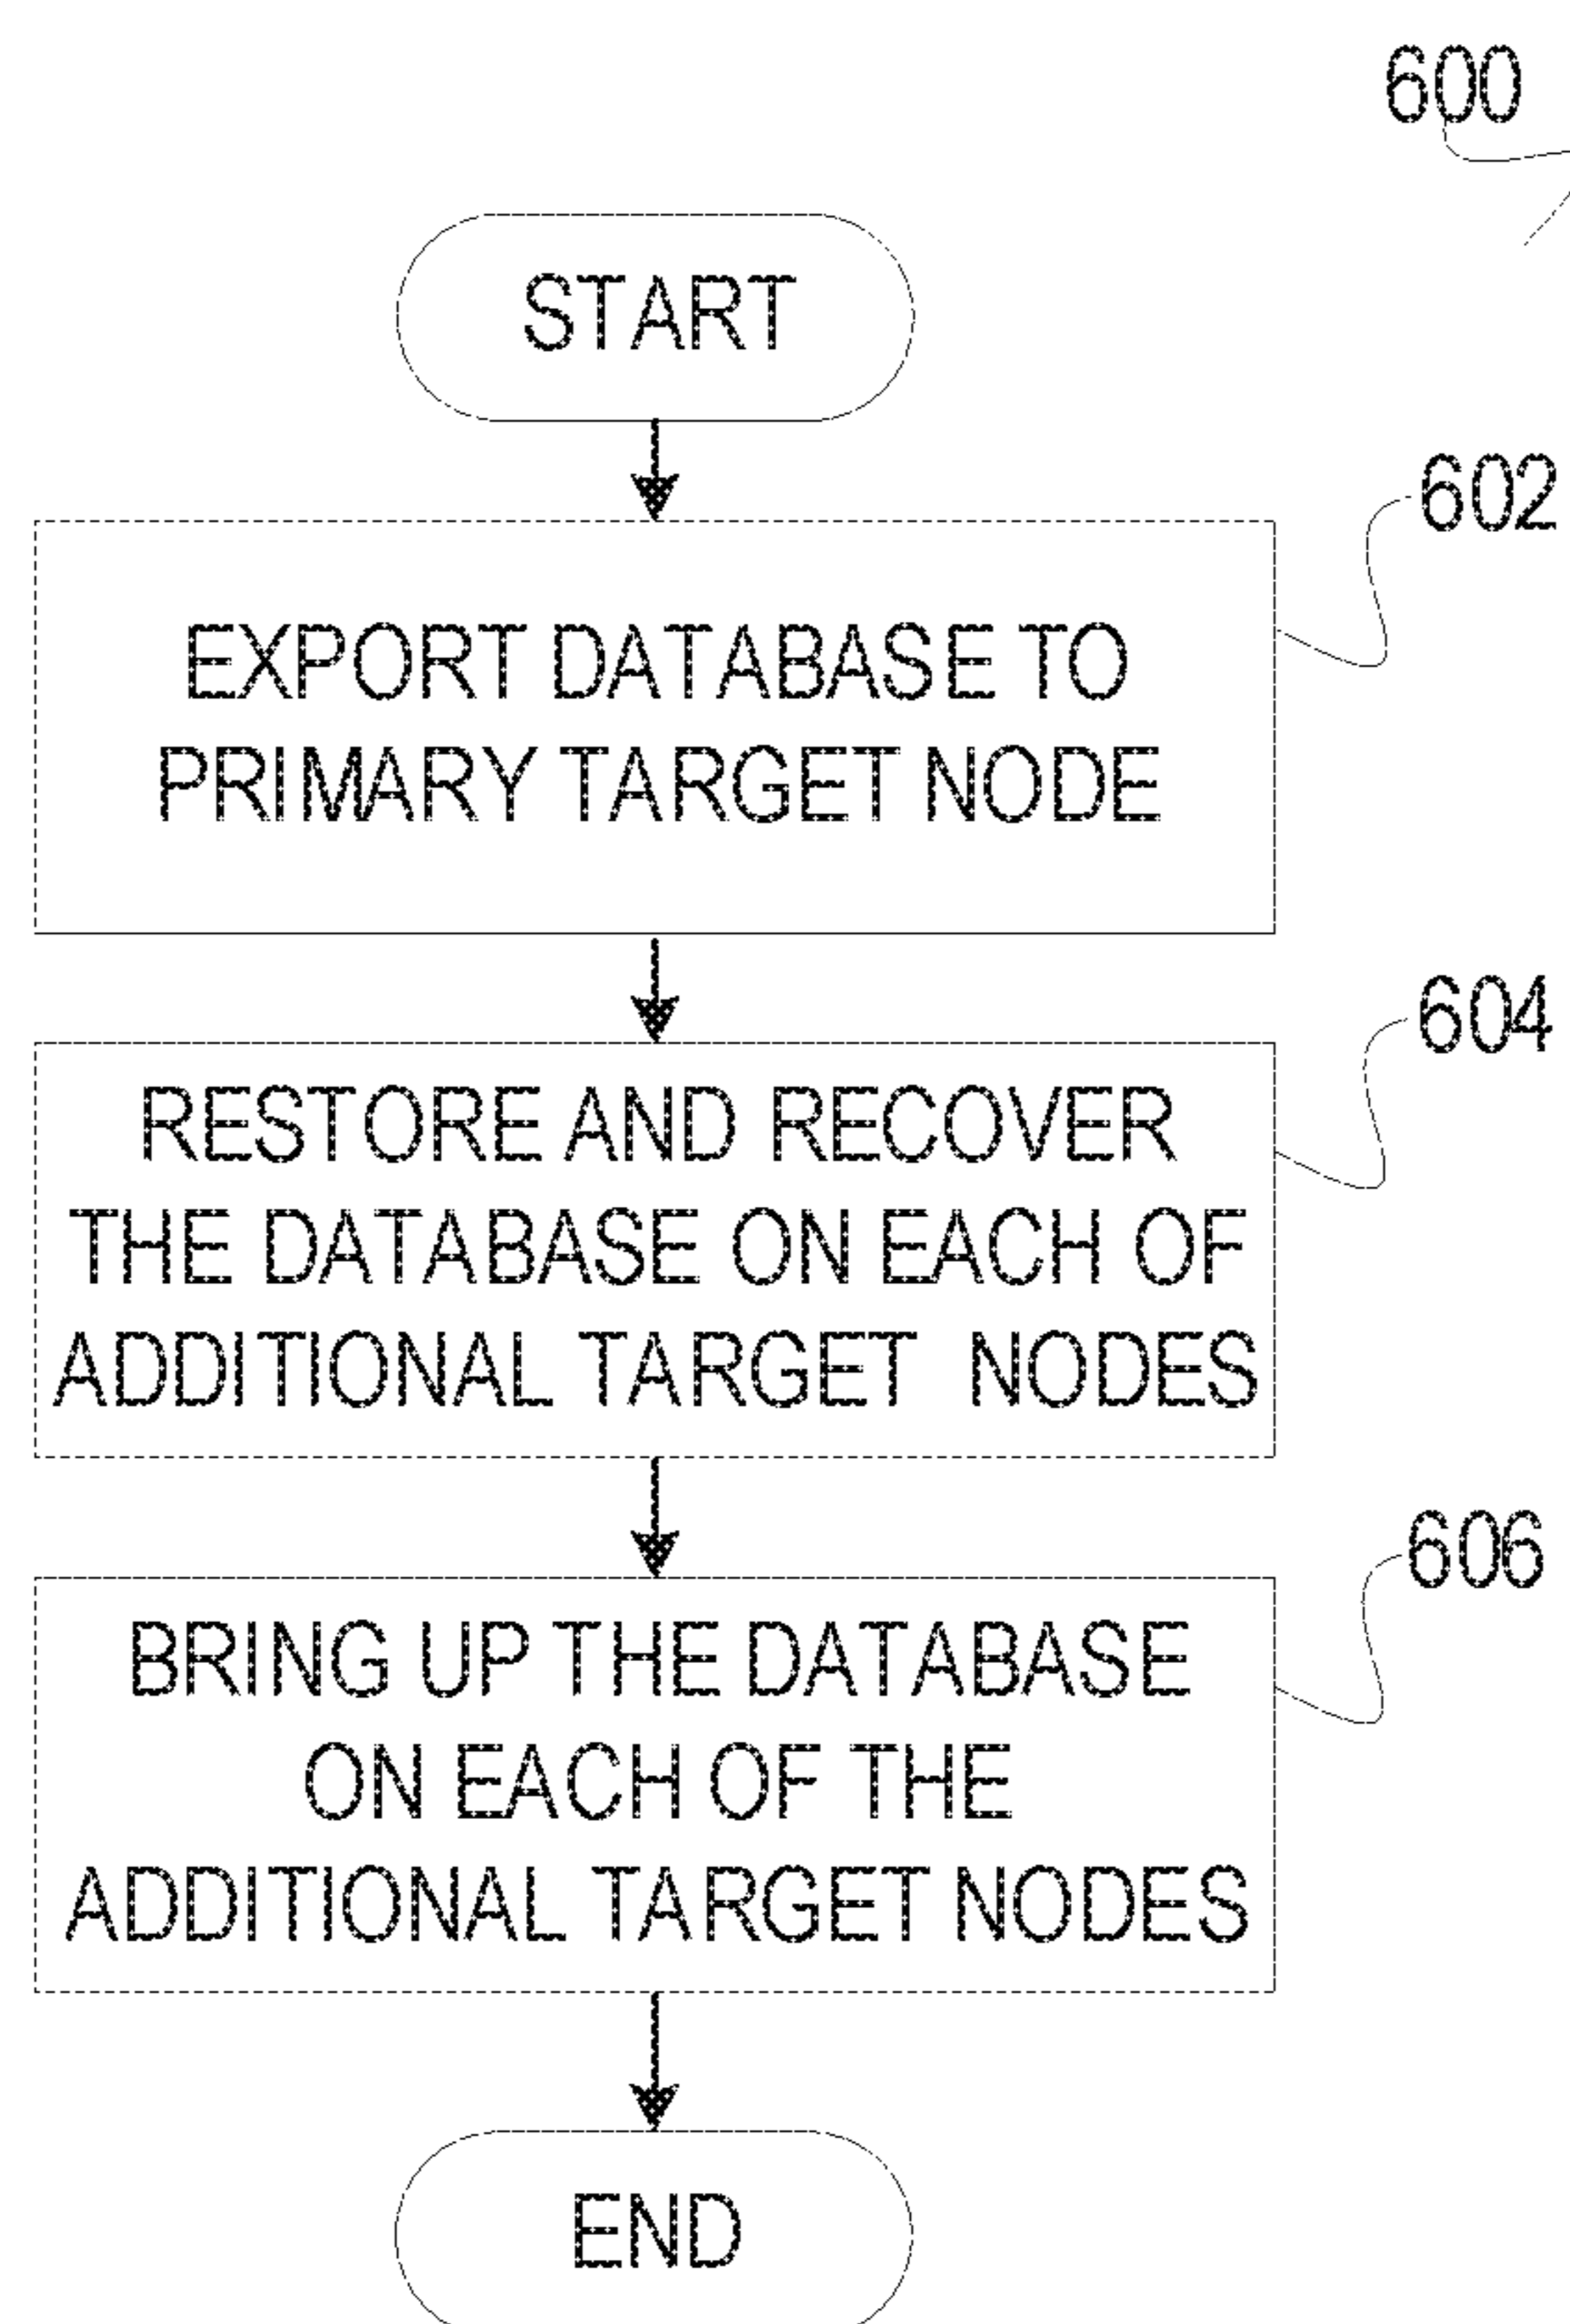 600
START
602
EXPORT DATABASE TO
PRIMARY TARGET NODE
604
RESTORE AND RECOVER
THE DATABASE ON EACH OF
ADDITIONAL TARGET NODES
606
BRING UP THE DATABASE
ON EACH OF THE
ADDITIONAL TARGET NODES
END